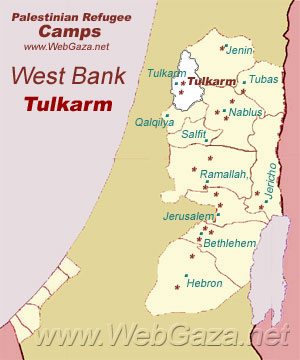 Palestinian Refugee
Camps
www.WebGaza.net
West Bank
Tulkarm
Jenin
Tulkarm
Tulkarm
Tubas
Nablus
Qalqilya
Salfit
Ramallah
Jericho
Jerusalem
Bethlehem
Hebron
www.WebGaza.net